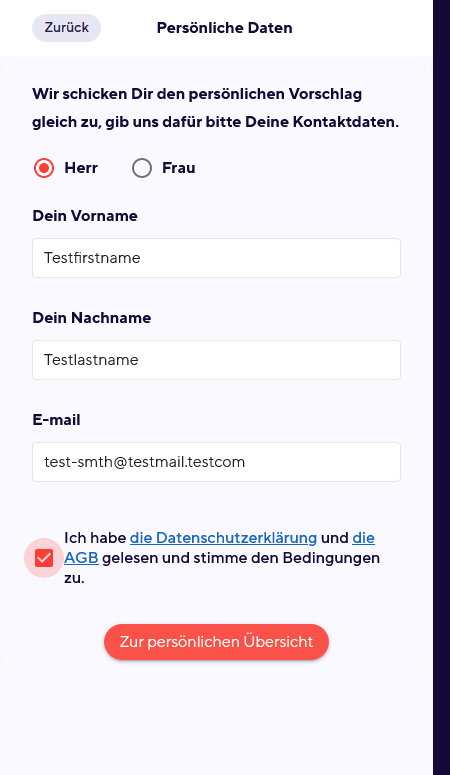 Zurück
Persönliche Daten
Wir schicken Dir den persönlichen Vorschlag
gleich zu, gib uns dafür bitte Deine Kontaktdaten.
Herr
Frau
Dein Vorname
Testfirstname
Dein Nachname
Testlastname
E-mail
test-smth@testmail.testcom
Ich habe die Datenschutzerklärung und die
AGB gelesen und stimme den Bedingungen
zu.
Zur persönlichen Übersicht